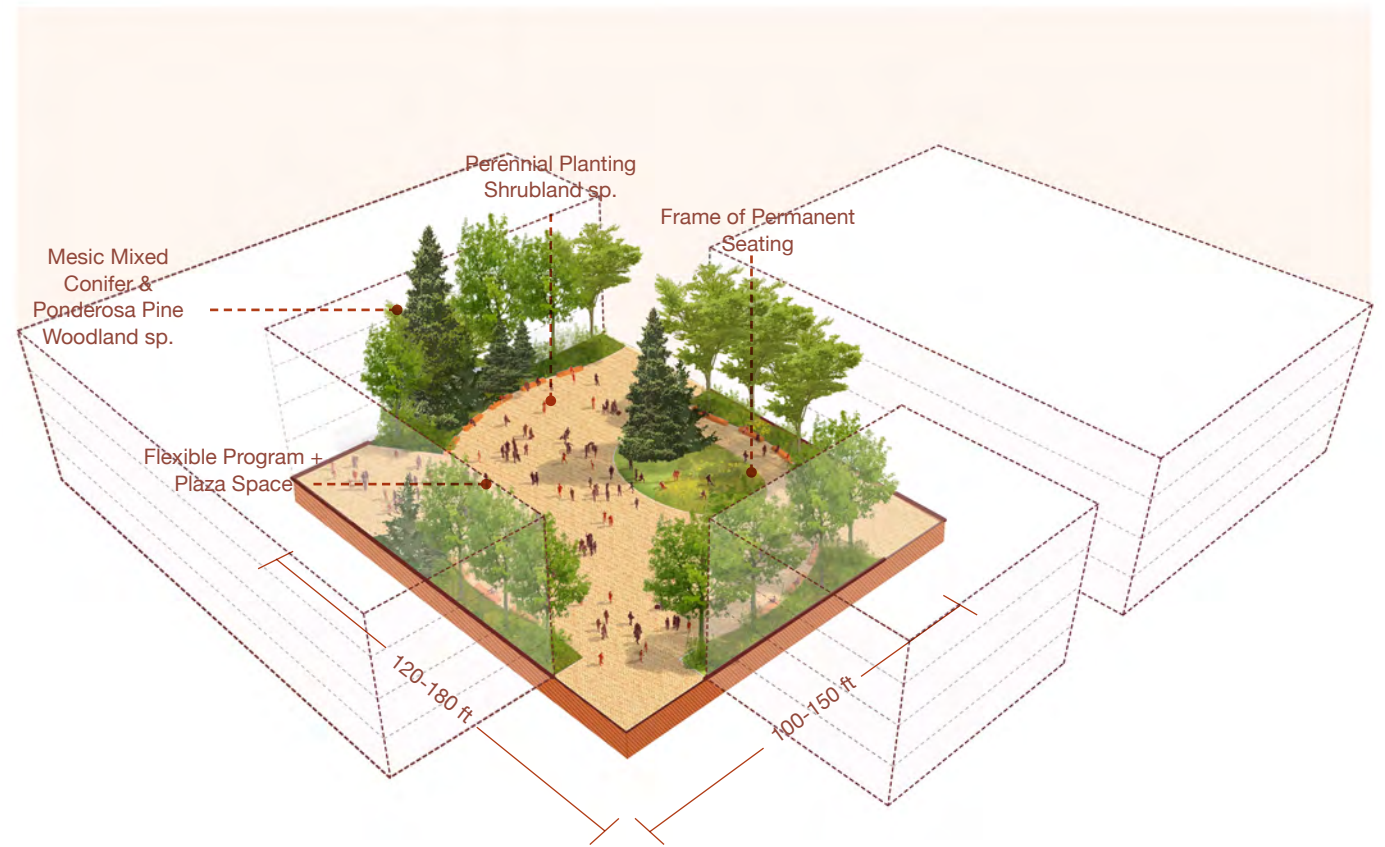 Perennial Planting
Shrubland sp.
Frame of Permanent
Seating
Mesic Mixed
Conifer &
Ponderosa Pine
Woodland sp.
Flexible Program +
Plaza Space
120-180 ft
100-150 ft